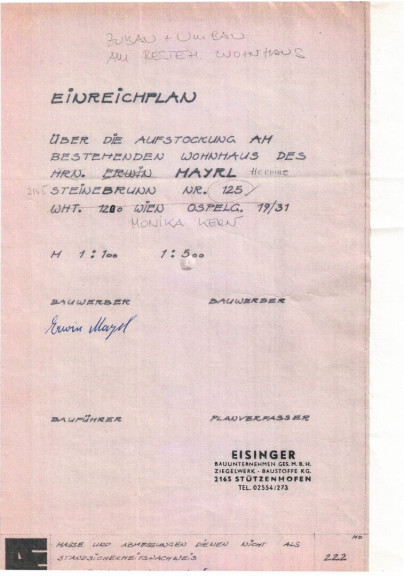 ZUBAU + UMBAU
AM BESTEH. WOHNHAUS
EINREICHPLAN
ÜBER DIE AUFSTOCKUNG AM
BESTEHENDEN WOHNHAUS DES
HRN. ERWIN MAYRL
2165 STEINEBRUNN NR. 125
WHT. 1200 WIEN OSPELG. 19/31
MONIKA KERN
M 1:100 1:500
BAUWERBER BAUWERBER
Erwin Mayrl
BAUFÜHRER PLANVERFASSER
EISINGER
BAUUNTERNEHMEN GES. M. B. H.
ZIEGELWERK - BAUSTOFFE KG.
2165 STÜTZENHOFEN
TEL. 02554/273
MASSE UND ABMESSUNGEN DIENEN NICHT ALS
STANDSICHERHEITSNACHWEIS
222